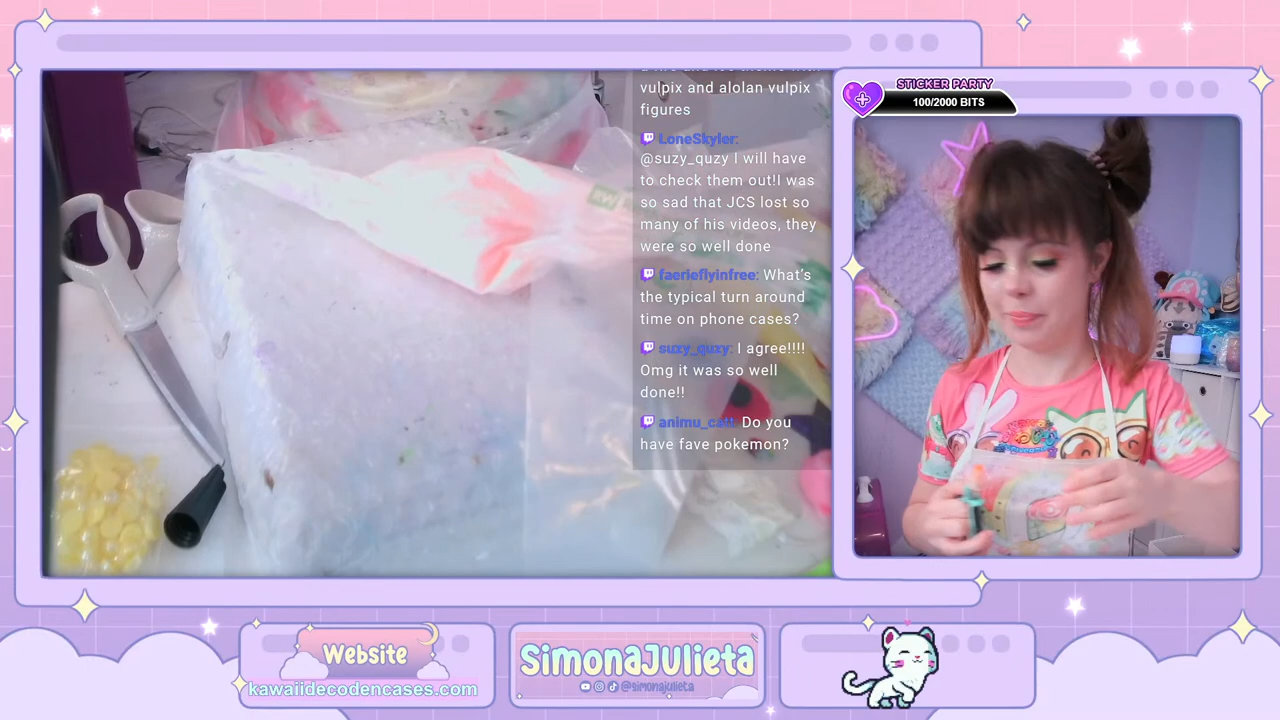 STICKER PARTY
100/2000 BITS
vulpix and alolan vulpix
figures
LoneSkyler:
@suzy_quzy I will have
to check them out!I was
so sad that JCS lost so
many of his videos, they
were so well done
faerieflyinfree: What's
the typical turn around
time on phone cases?
suzy_quzy: I agree!!!!
Omg it was so well
done!!
animu_catt: Do you
have fave pokemon?
Website
kawaiidecodencases.com
SimonaJulieta
@simonajulieta